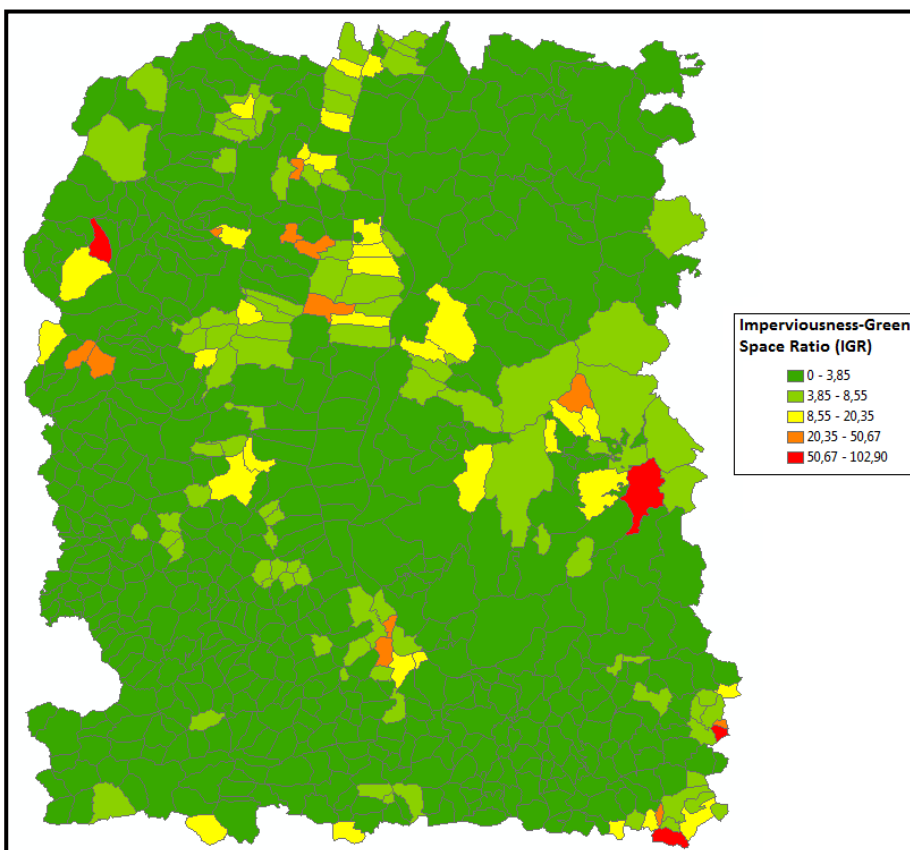 Imperviousness-Green
Space Ratio (IGR)
0 - 3,85
3,85 - 8,55
8,55 - 20,35
20,35 - 50,67
50,67 - 102,90